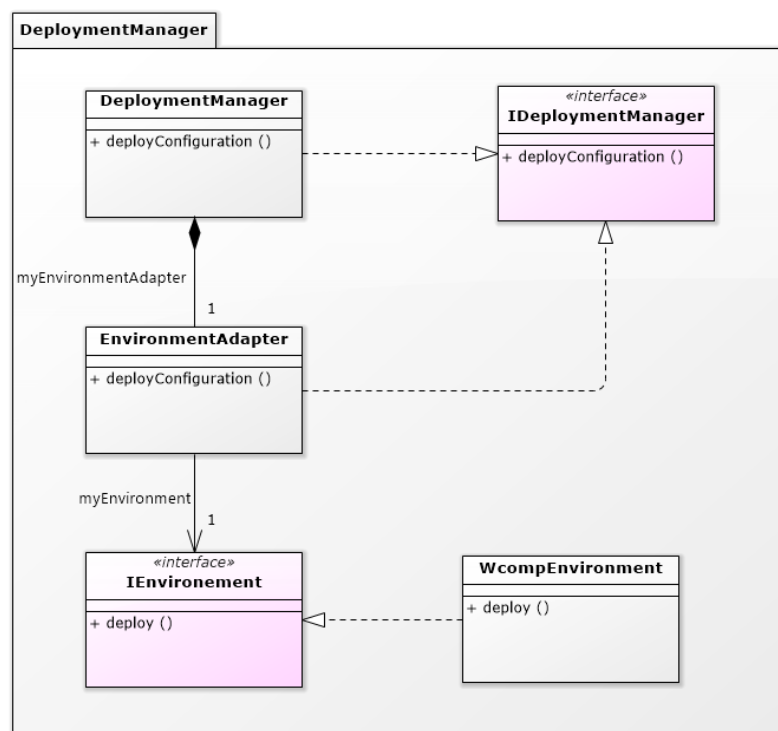 DeploymentManager
DeploymentManager
+ deployConfiguration ()
«interface»
IDeploymentManager
+ deployConfiguration ()
myEnvironmentAdapter
1
EnvironmentAdapter
+ deployConfiguration ()
myEnvironment
1
«interface»
IEnvironement
+ deploy ()
WcompEnvironment
+ deploy ()